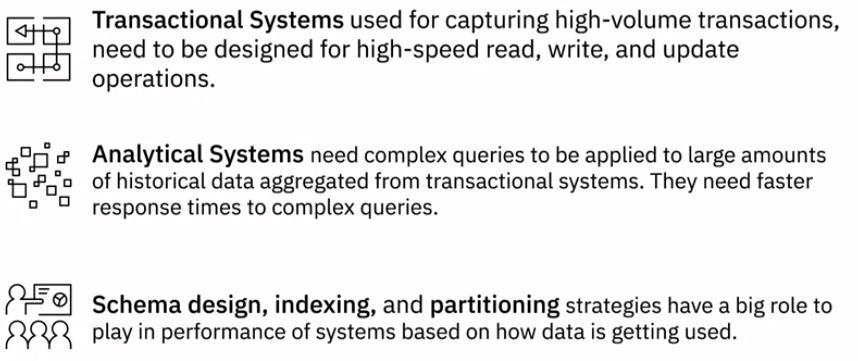 Transactional Systems used for capturing high-volume transactions,
need to be designed for high-speed read, write, and update
operations.
Analytical Systems need complex queries to be applied to large amounts
of historical data aggregated from transactional systems. They need faster
response times to complex queries.
Schema design, indexing, and partitioning strategies have a big role to
play in performance of systems based on how data is getting used.